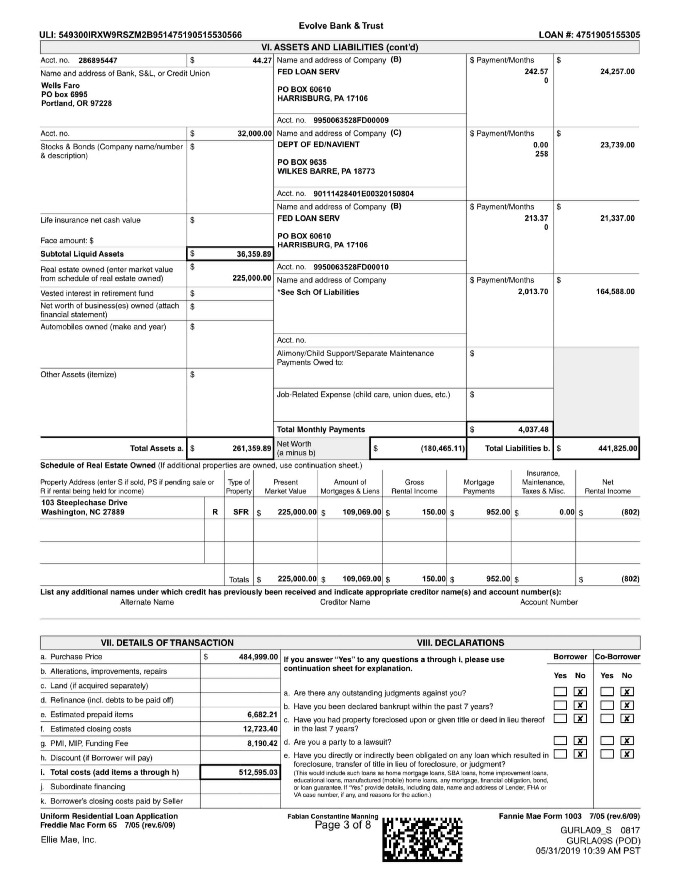 Evolve Bank & Trust
ULI: 549300IRXW9RSZM2B951475190515530566 LOAN #: 4751905155305
VI. ASSETS AND LIABILITIES (cont'd)
Acct. no. 286895447 44.27
Name and address of Bank, S&L, or Credit Union
Wells Faro
PO box 6995
Portland, OR 97228
Acct. no. $ 32,000.00
Stocks & Bonds (Company name/number $
& description)
Life insurance net cash value $
Face amount: $
Subtotal Liquid Assets $ 36,359.89
Real estate owned (enter market value $
from schedule of real estate owned) 225,000.00
Vested interest in retirement fund $
Net worth of business(es) owned (attach $
financial statement)
Automobiles owned (make and year) $
Other Assets (itemize) $
Total Assets a. $ 261,359.89
Name and address of Company (B) $ Payment/Months $
FED LOAN SERV 242.57 24,257.00
0
PO BOX 60610
HARRISBURG, PA 17106
Acct. no. 9950063528FD00009
Name and address of Company (C) $ Payment/Months $
DEPT OF ED/NAVIENT 0.00 23,739.00
258
PO BOX 9635
WILKES BARRE, PA 18773
Acct. no. 90111428401E00320150804
Name and address of Company (B) $ Payment/Months $
FED LOAN SERV 213.37 21,337.00
0
PO BOX 60610
HARRISBURG, PA 17106
Acct. no. 9950063528FD00010
Name and address of Company $ Payment/Months $
*See Sch Of Liabilities 2,013.70 164,588.00
Acct. no.
Alimony/Child Support/Separate Maintenance $
Payments Owed to:
Job-Related Expense (child care, union dues, etc.) $
Total Monthly Payments $ 4,037.48
Net Worth $ (180,465.11) Total Liabilities b. $ 441,825.00
(a minus b)
Schedule of Real Estate Owned (If additional properties are owned, use continuation sheet.)
Property Address (enter S if sold, PS if pending sale or R if rental being held for income) Type of Property Present Market Value Amount of Mortgages & Liens Gross Rental Income Mortgage Payments Insurance, Maintenance, Taxes & Misc. Net Rental Income
103 Steeplechase Drive
Washington, NC 27889 R SFR $ 225,000.00 $ 109,069.00 $ 150.00 $ 952.00 $ 0.00 $ (802)
Totals $ 225,000.00 $ 109,069.00 $ 150.00 $ 952.00 $ $ (802)
List any additional names under which credit has previously been received and indicate appropriate creditor name(s) and account number(s):
Alternate Name Creditor Name Account Number
VII. DETAILS OF TRANSACTION
a. Purchase Price $ 484,999.00
b. Alterations, improvements, repairs
c. Land (if acquired separately)
d. Refinance (incl. debts to be paid off)
e. Estimated prepaid items 6,682.21
f. Estimated closing costs 12,723.40
g. PMI, MIP, Funding Fee 8,190.42
h. Discount (if Borrower will pay)
i. Total costs (add items a through h) 512,595.03
j. Subordinate financing
k. Borrower's closing costs paid by Seller
VIII. DECLARATIONS
If you answer "Yes" to any questions a through i, please use Borrower Co-Borrower
continuation sheet for explanation.
Yes No Yes No
a. Are there any outstanding judgments against you? X X
b. Have you been declared bankrupt within the past 7 years? X X
c. Have you had property foreclosed upon or given title or deed in lieu thereof X X
in the last 7 years?
d. Are you a party to a lawsuit? X X
e. Have you directly or indirectly been obligated on any loan which resulted in X X
foreclosure, transfer of title in lieu of foreclosure, or judgment?
(This would include such loans as home mortgage loans, SBA loans, home improvement loans,
educational loans, manufactured (mobile) home loans, any mortgage, financial obligation, bond,
or loan guarantee. If "Yes," provide details, including date, name and address of Lender, FHA or
VA case number, if any, and reasons for the action.)
Uniform Residential Loan Application Fabian Constantine Manning Fannie Mae Form 1003 7/05 (rev.6/09)
Freddie Mac Form 65 7/05 (rev.6/09) Page 3 of 8
GURLA09_S 0817
Ellie Mae, Inc. GURLA09S (POD)
05/31/2019 10:39 AM PST